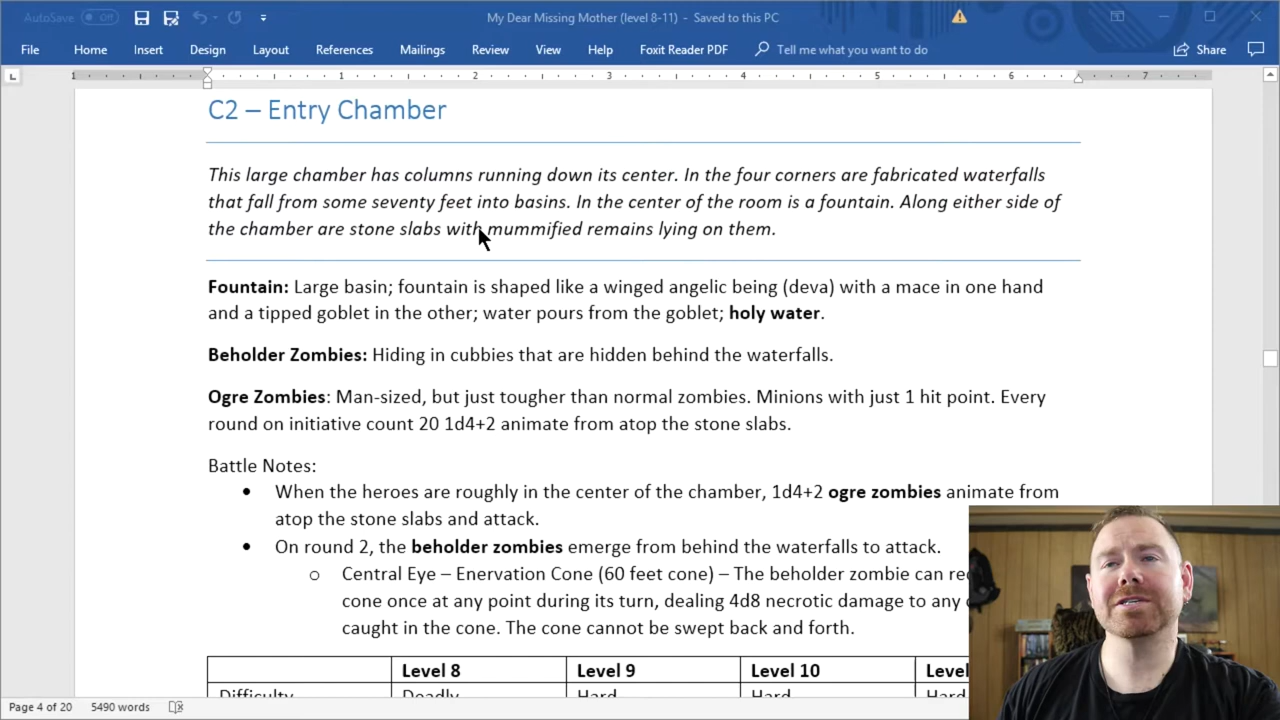 AutoSave Off My Dear Missing Mother (level 8-11) - Saved to this PC
File Home Insert Design Layout References Mailings Review View Help Foxit Reader PDF Tell me what you want to do Share
1 1 2 3 4 5 6 7
C2 – Entry Chamber
This large chamber has columns running down its center. In the four corners are fabricated waterfalls
that fall from some seventy feet into basins. In the center of the room is a fountain. Along either side of
the chamber are stone slabs with mummified remains lying on them.
Fountain: Large basin; fountain is shaped like a winged angelic being (deva) with a mace in one hand
and a tipped goblet in the other; water pours from the goblet; holy water.
Beholder Zombies: Hiding in cubbies that are hidden behind the waterfalls.
Ogre Zombies: Man-sized, but just tougher than normal zombies. Minions with just 1 hit point. Every
round on initiative count 20 1d4+2 animate from atop the stone slabs.
Battle Notes:
• When the heroes are roughly in the center of the chamber, 1d4+2 ogre zombies animate from
atop the stone slabs and attack.
• On round 2, the beholder zombies emerge from behind the waterfalls to attack.
o Central Eye – Enervation Cone (60 feet cone) – The beholder zombie can
cone once at any point during its turn, dealing 4d8 necrotic damage to any
caught in the cone. The cone cannot be swept back and forth.
Level 8 Level 9 Level 10 Level
Difficulty Deadly Hard Hard Hard
Page 4 of 20 5490 words